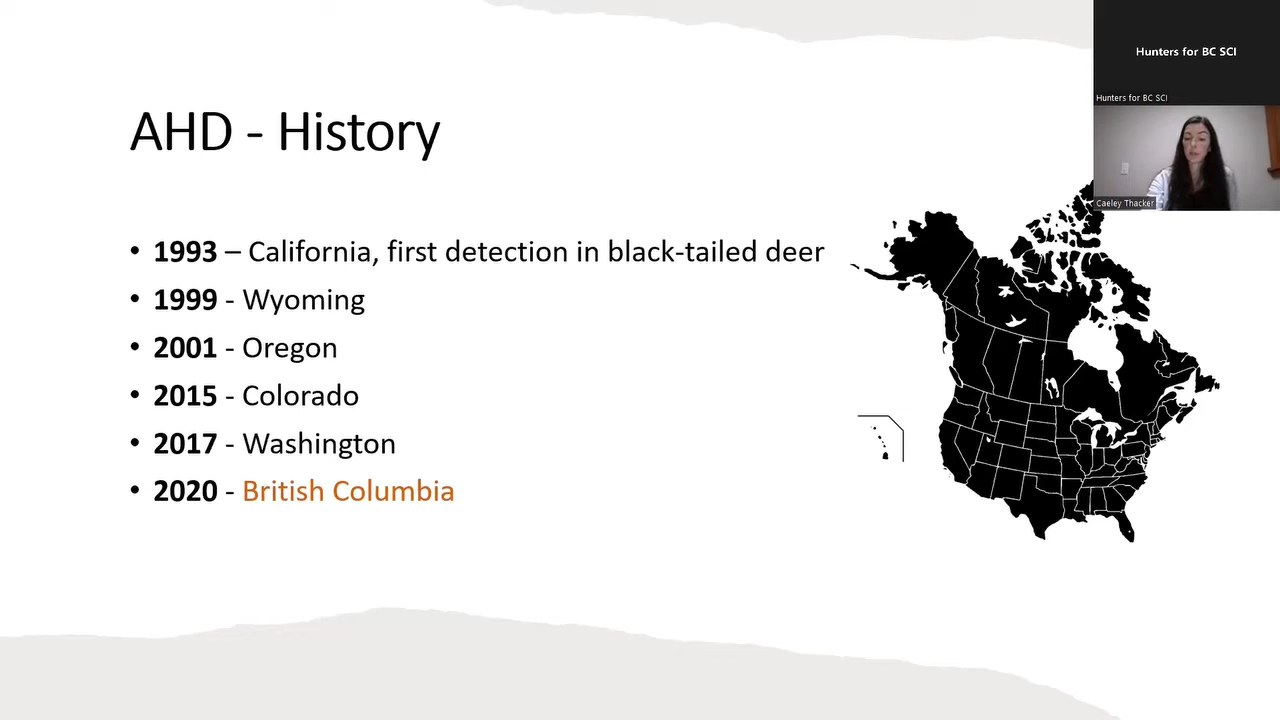 Hunters for BC SCI
Hunters for BC SCI
AHD - History
Caeley Thacker
• 1993 – California, first detection in black-tailed deer
• 1999 - Wyoming
• 2001 - Oregon
• 2015 - Colorado
• 2017 - Washington
• 2020 - British Columbia